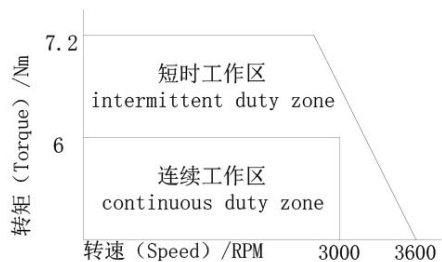 7.2
短时工作区
intermittent duty zone
6
连续工作区
continuous duty zone
转矩（Torque）/Nm
转速（Speed）/RPM
3000
3600